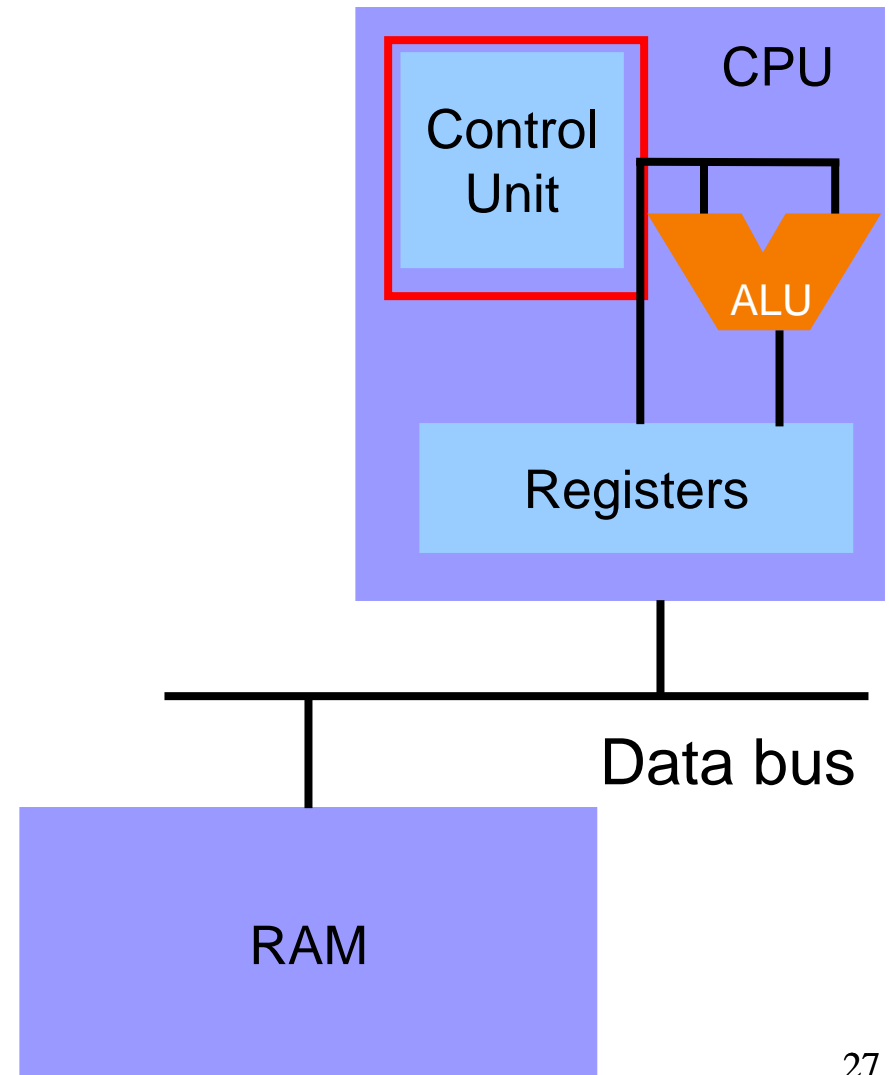 CPU
Control
Unit
ALU
Registers
Data bus
RAM
27